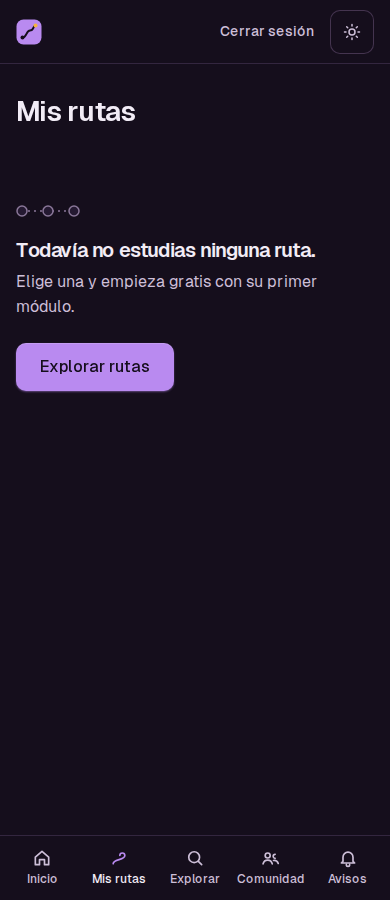 Cerrar sesión
Mis rutas
Todavía no estudias ninguna ruta.
Elige una y empieza gratis con su primer
módulo.
Explorar rutas
Inicio
Mis rutas
Explorar
Comunidad
Avisos